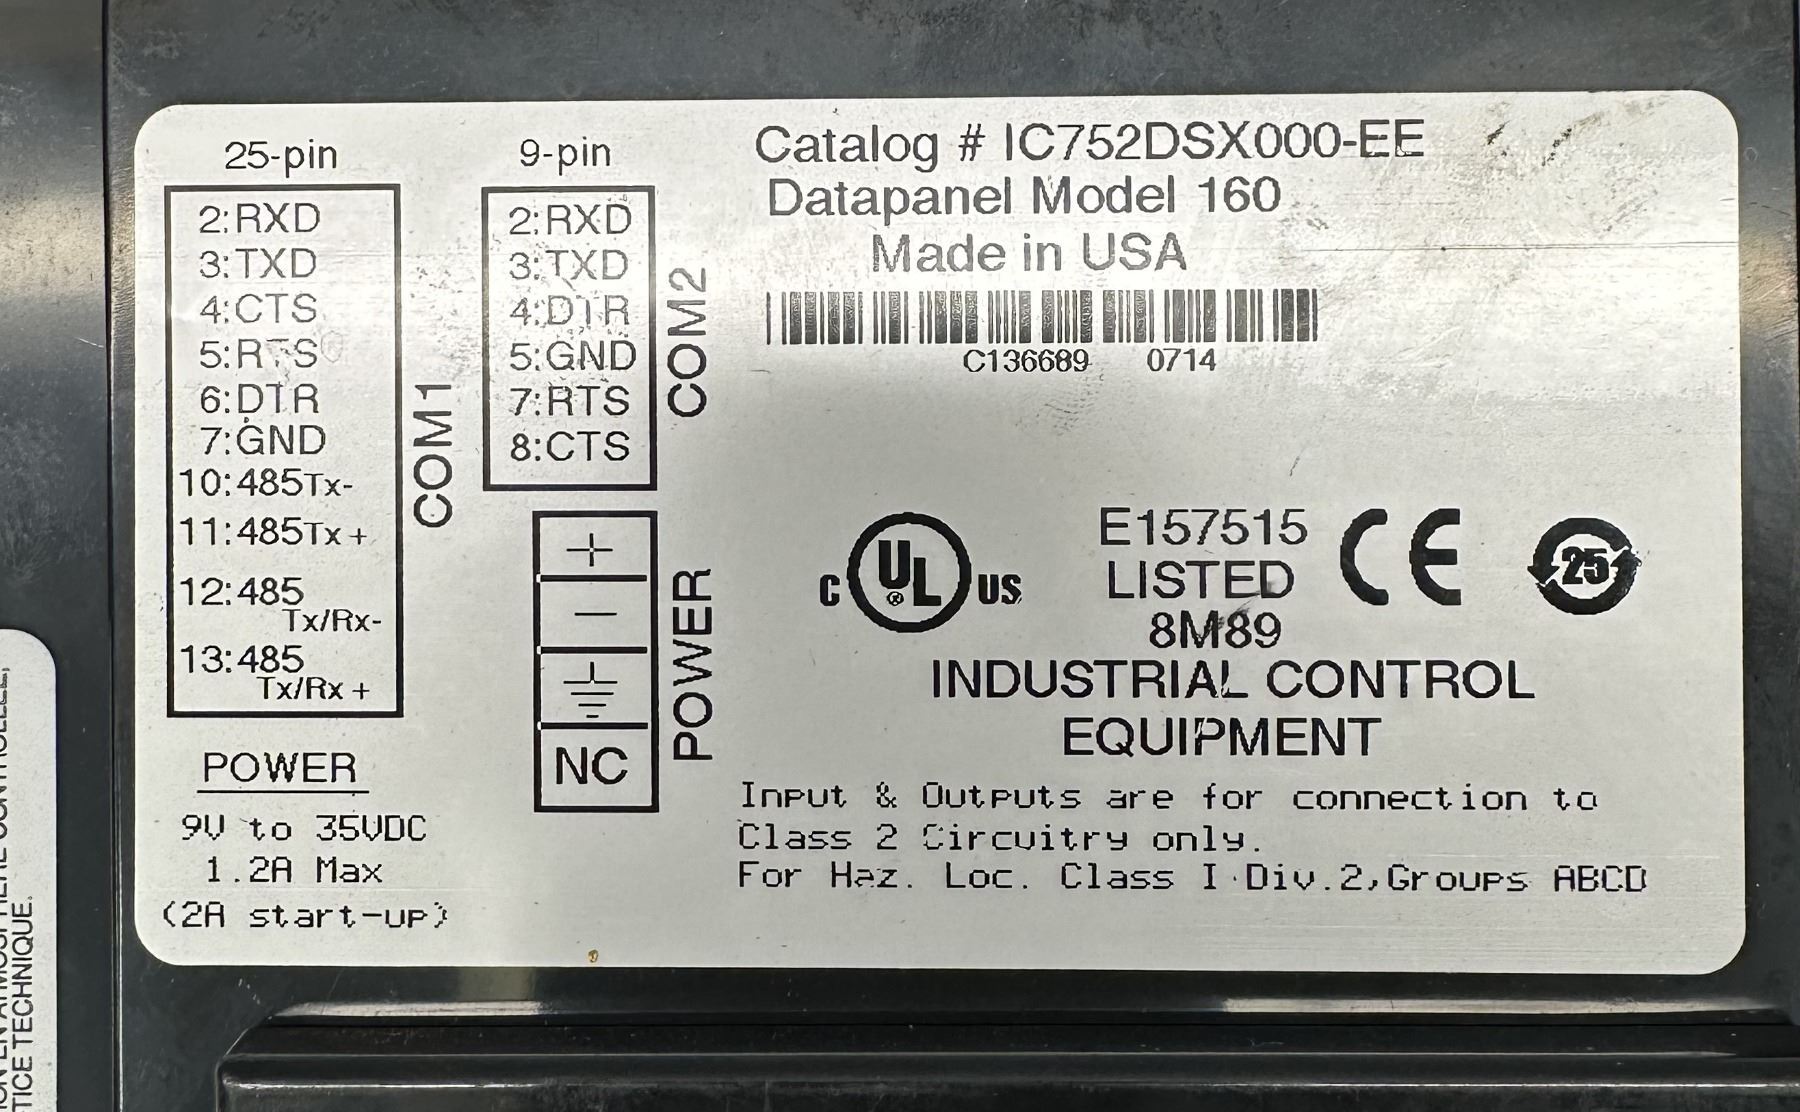 25-pin
2:RXD
3:TXD
4:CTS
5:RTS
6:DTR
7:GND
10:485Tx-
11:485Tx+
12:485
Tx/Rx-
13:485
Tx/Rx+
COM1
9-pin
2:RXD
3:TXD
4:DTR
5:GND
7:RTS
8:CTS
COM2
+
−
NC
POWER
POWER
9V to 35VDC
1.2A Max
(2A start-up)
Catalog # IC752DSX000-EE
Datapanel Model 160
Made in USA
C136689 0714
C UL ® US
E157515
LISTED
8M89
CE
25
INDUSTRIAL CONTROL
EQUIPMENT
Input & Outputs are for connection to
Class 2 Circuitry only.
For Haz. Loc. Class I Div.2,Groups ABCD
TICE TECHNIQUE.